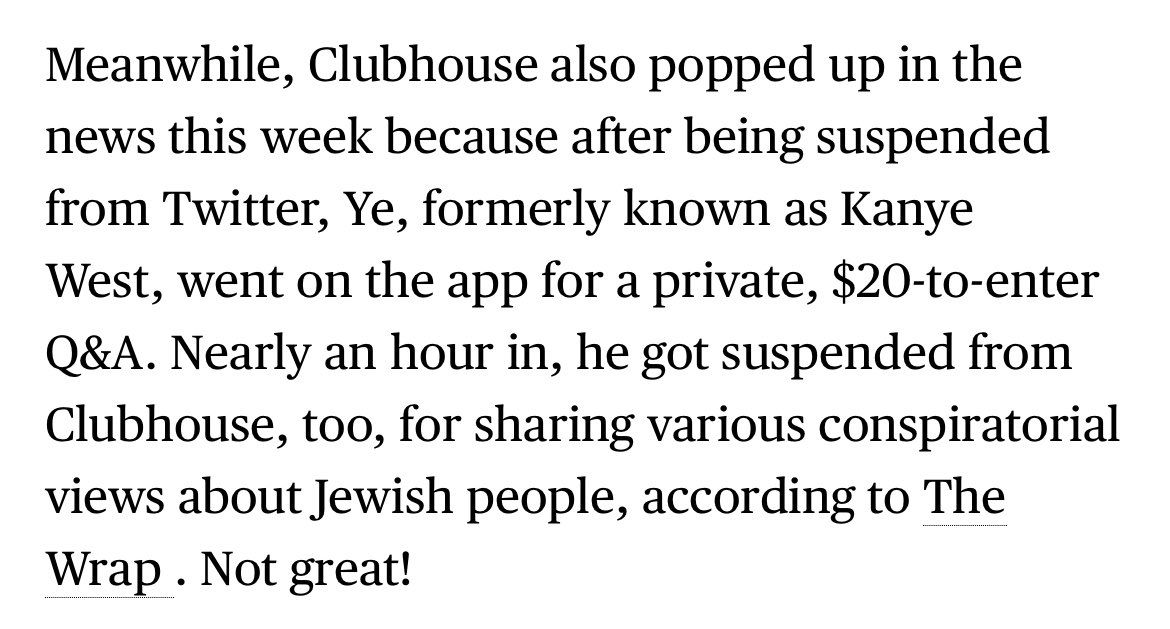 Meanwhile, Clubhouse also popped up in the
news this week because after being suspended
from Twitter, Ye, formerly known as Kanye
West, went on the app for a private, $20-to-enter
Q&A. Nearly an hour in, he got suspended from
Clubhouse, too, for sharing various conspiratorial
views about Jewish people, according to The
Wrap . Not great!